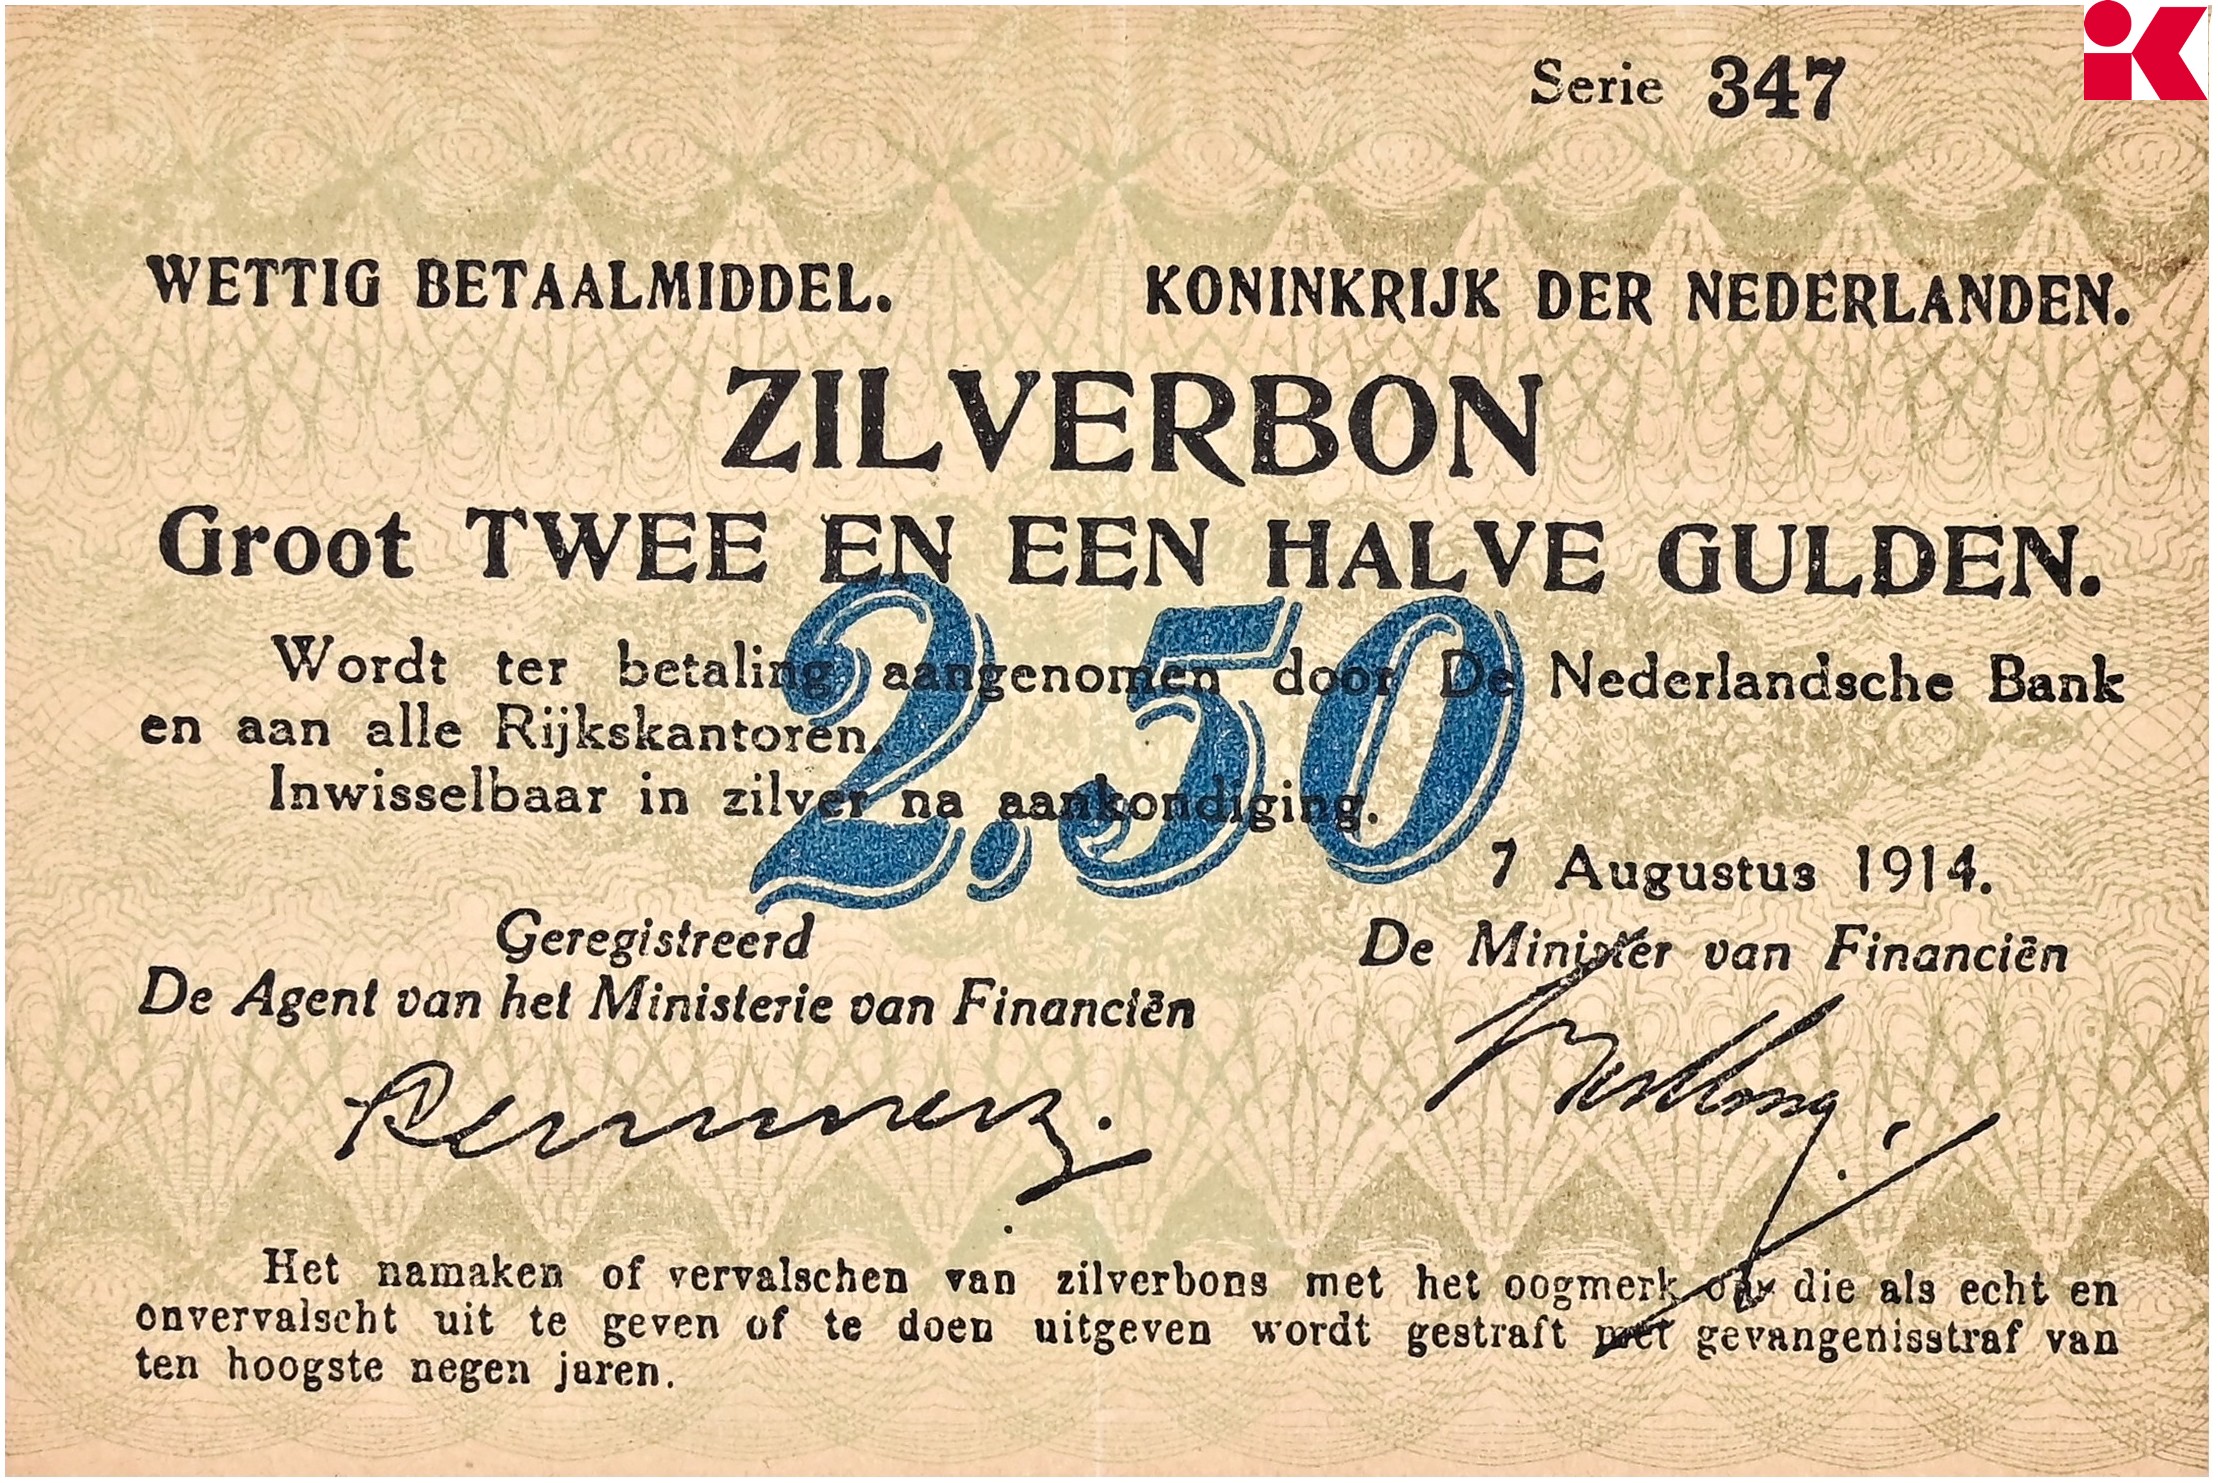 Serie 347
WETTIG BETAALMIDDEL. KONINKRIJK DER NEDERLANDEN.
ZILVERBON
Groot TWEE EN EEN HALVE GULDEN.
2,50
Wordt ter betaling aangenomen door De Nederlandsche Bank
en aan alle Rijkskantoren.
Inwisselbaar in zilver na aankondiging.
7 Augustus 1914.
Geregistreerd
De Agent van het Ministerie van Financiën
De Minister van Financiën
Het namaken of vervalschen van zilverbons met het oogmerk om die als echt en
onvervalscht uit te geven of te doen uitgeven wordt gestraft met gevangenisstraf van
ten hoogste negen jaren.